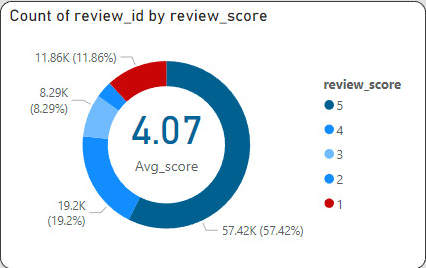 Count of review_id by review_score
11.86K (11.86%)
8.29K
(8.29%)
19.2K
(19.2%)
57.42K (57.42%)
4.07
Avg_score
review_score
5
4
3
2
1